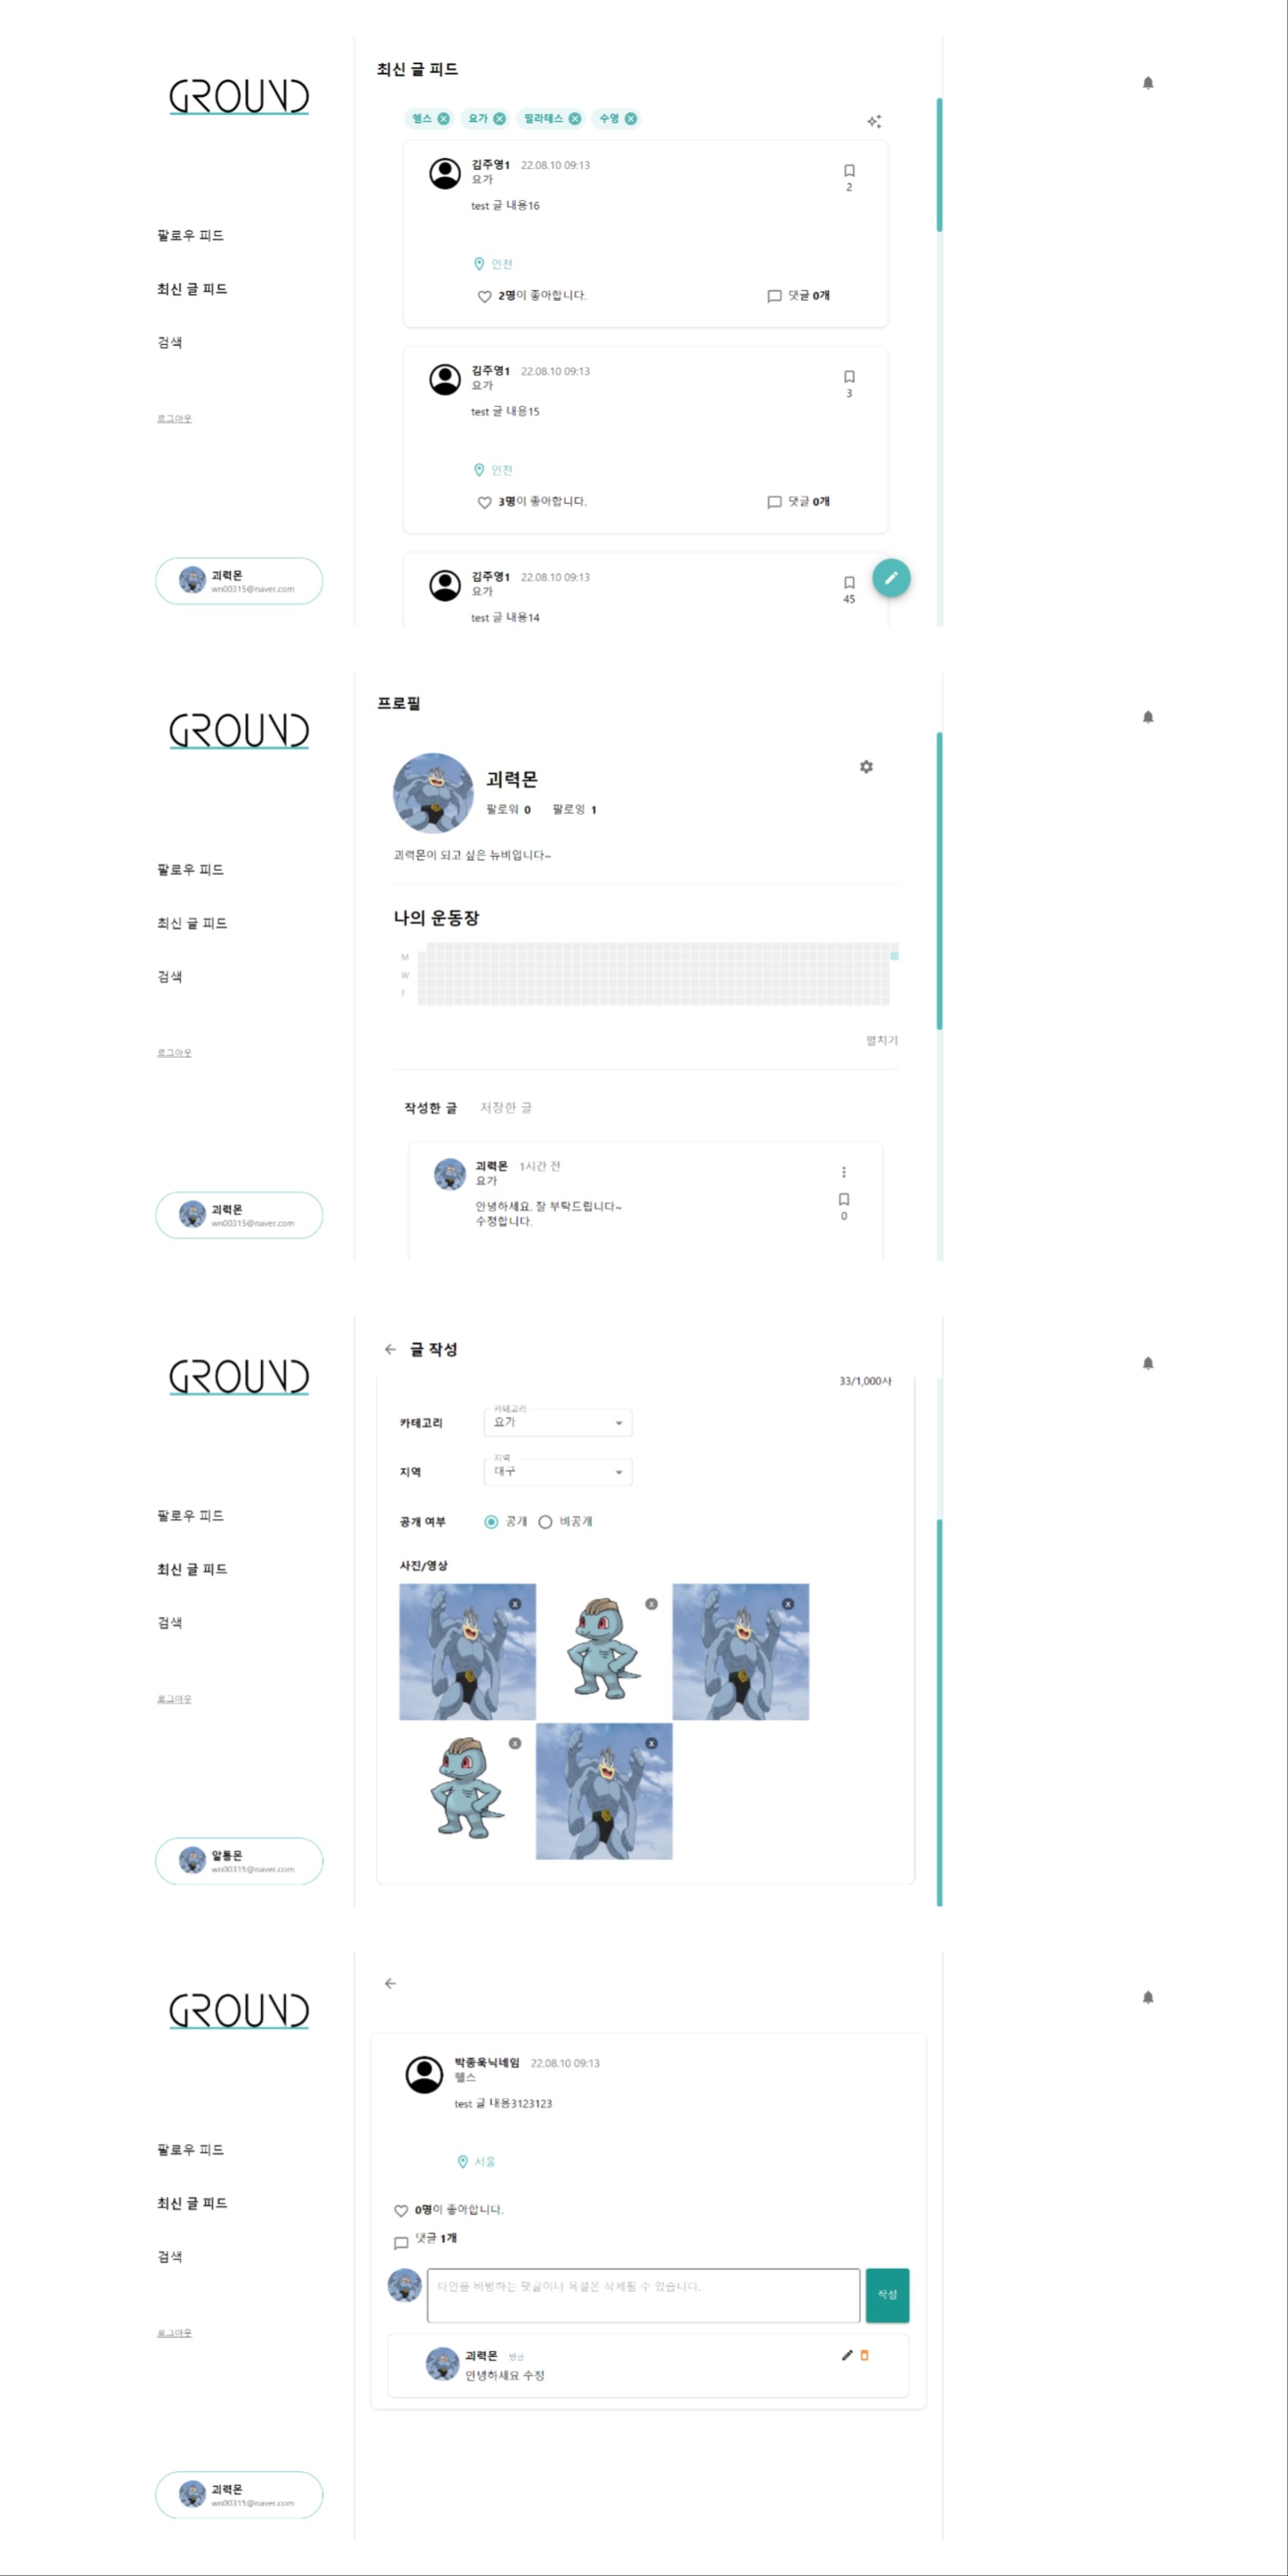 GROUND
팔로우 피드
최신 글 피드
검색
로그아웃
괴력몬
wn00315@naver.com
최신 글 피드
헬스 요가 필라테스 수영
김주영1 22.08.10 09:13
요가
2
test 글 내용16
인천
2명이 좋아합니다. 댓글 0개
김주영1 22.08.10 09:13
요가
3
test 글 내용15
인천
3명이 좋아합니다. 댓글 0개
김주영1 22.08.10 09:13
요가
45
test 글 내용14
GROUND
팔로우 피드
최신 글 피드
검색
로그아웃
괴력몬
wn00315@naver.com
프로필
괴력몬
팔로워 0 팔로잉 1
괴력몬이 되고 싶은 뉴비입니다~
나의 운동장
M
W
F
펼치기
작성한 글 저장한 글
괴력몬 1시간 전
요가
안녕하세요. 잘 부탁드립니다~
수정합니다.
0
GROUND
팔로우 피드
최신 글 피드
검색
로그아웃
알통몬
wn00315@naver.com
글 작성
33/1,000자
카테고리
카테고리
요가
지역
지역
대구
공개 여부 공개 비공개
사진/영상
x x x
x x
GROUND
팔로우 피드
최신 글 피드
검색
로그아웃
괴력몬
wn00315@naver.com
박종욱닉네임 22.08.10 09:13
헬스
test 글 내용3123123
서울
0명이 좋아합니다.
댓글 1개
타인을 비방하는 댓글이나 욕설은 삭제될 수 있습니다.
작성
괴력몬 방금
안녕하세요 수정